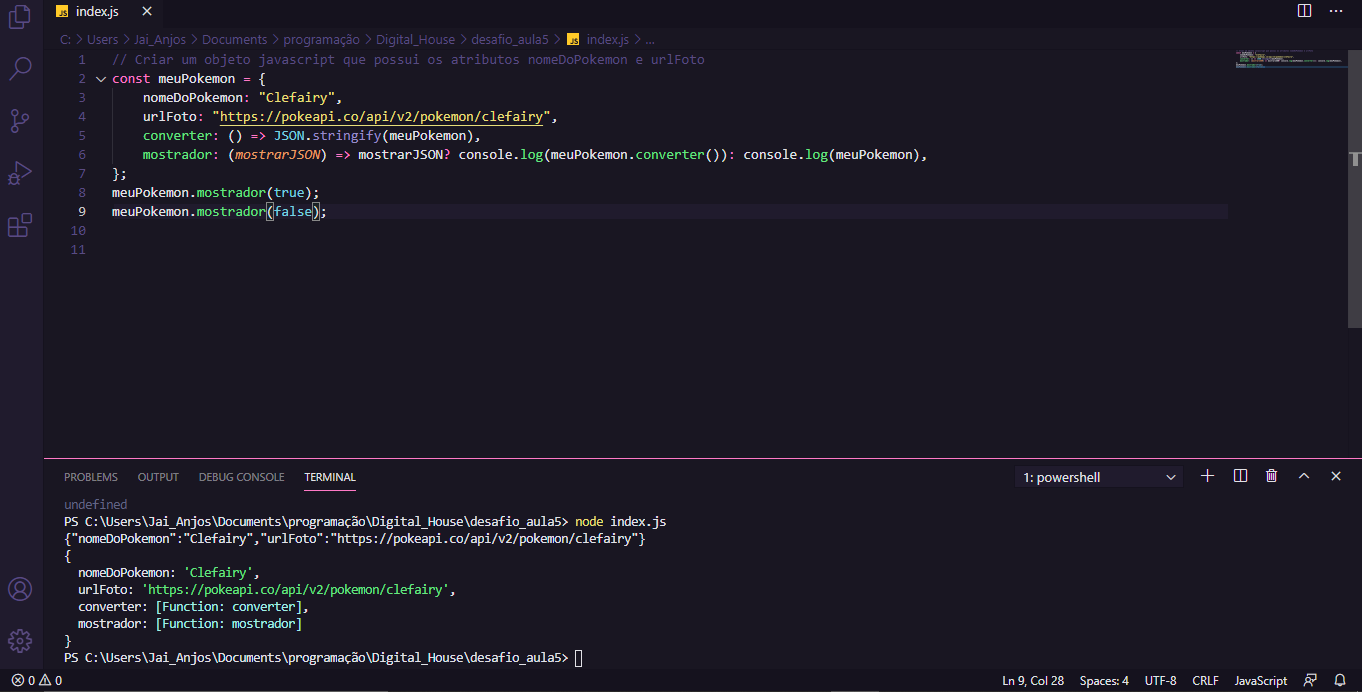 JS index.js
C: > Users > Jai_Anjos > Documents > programação > Digital_House > desafio_aula5 > JS index.js > ...
1 // Criar um objeto javascript que possui os atributos nomeDoPokemon e urlFoto
2 const meuPokemon = {
3 nomeDoPokemon: "Clefairy",
4 urlFoto: "https://pokeapi.co/api/v2/pokemon/clefairy",
5 converter: () => JSON.stringify(meuPokemon),
6 mostrador: (mostrarJSON) => mostrarJSON? console.log(meuPokemon.converter()): console.log(meuPokemon),
7 };
8 meuPokemon.mostrador(true);
9 meuPokemon.mostrador(false);
10
11
PROBLEMS OUTPUT DEBUG CONSOLE TERMINAL 1: powershell
undefined
PS C:\Users\Jai_Anjos\Documents\programação\Digital_House\desafio_aula5> node index.js
{"nomeDoPokemon":"Clefairy","urlFoto":"https://pokeapi.co/api/v2/pokemon/clefairy"}
{
nomeDoPokemon: 'Clefairy',
urlFoto: 'https://pokeapi.co/api/v2/pokemon/clefairy',
converter: [Function: converter],
mostrador: [Function: mostrador]
}
PS C:\Users\Jai_Anjos\Documents\programação\Digital_House\desafio_aula5>
0 0 Ln 9, Col 28 Spaces: 4 UTF-8 CRLF JavaScript